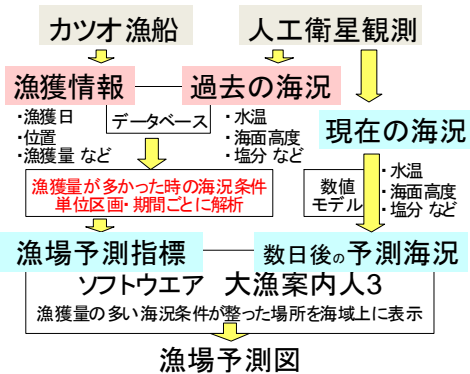 カツオ漁船
人工衛星観測
漁獲情報
過去の海況
・漁獲日
・位置
・漁獲量 など
データベース
・水温
・海面高度
・塩分 など
現在の海況
漁獲量が多かった時の海況条件
単位区画・期間ごとに解析
数値
モデル
・水温
・海面高度
・塩分 など
漁場予測指標
数日後の予測海況
ソフトウエア 大漁案内人3
漁獲量の多い海況条件が整った場所を海域上に表示
漁場予測図